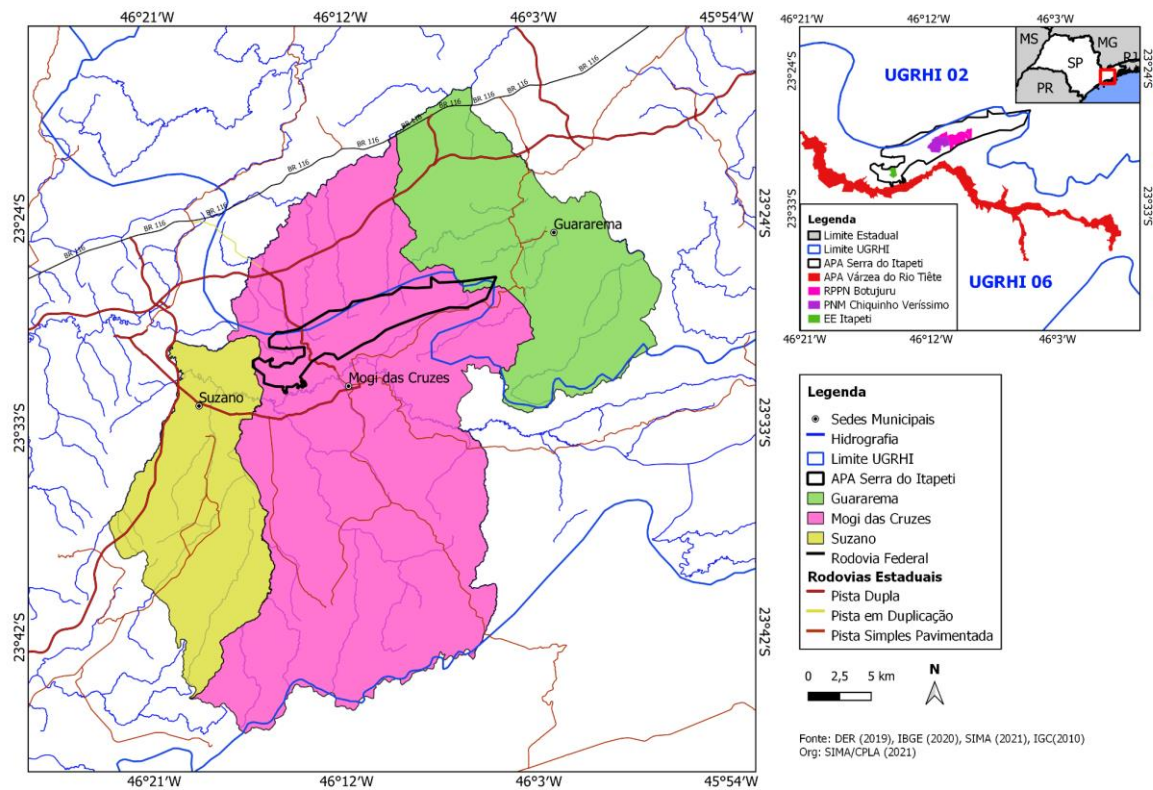 46°21'W 46°12'W 46°3'W 45°54'W
23°24'S
23°33'S
23°42'S
BR 116
BR 116
BR 116
BR 116
BR 116
BR 116
BR 116
BR 116
Guararema
Mogi das Cruzes
Suzano
23°24'S
23°33'S
23°42'S
46°21'W 46°12'W 46°3'W 45°54'W
46°21'W 46°12'W 46°3'W
23°24'S
23°33'S
MS
MG
RJ
SP
PR
23°24'S
23°33'S
UGRHI 02
UGRHI 06
Legenda
Limite Estadual
Limite UGRHI
APA Serra do Itapeti
APA Várzea do Rio Tiête
RPPN Botujuru
PNM Chiquinho Veríssimo
EE Itapeti
46°21'W 46°12'W 46°3'W
Legenda
Sedes Municipais
Hidrografia
Limite UGRHI
APA Serra do Itapeti
Guararema
Mogi das Cruzes
Suzano
Rodovia Federal
Rodovias Estaduais
Pista Dupla
Pista em Duplicação
Pista Simples Pavimentada
0 2,5 5 km
N
Fonte: DER (2019), IBGE (2020), SIMA (2021), IGC(2010)
Org: SIMA/CPLA (2021)